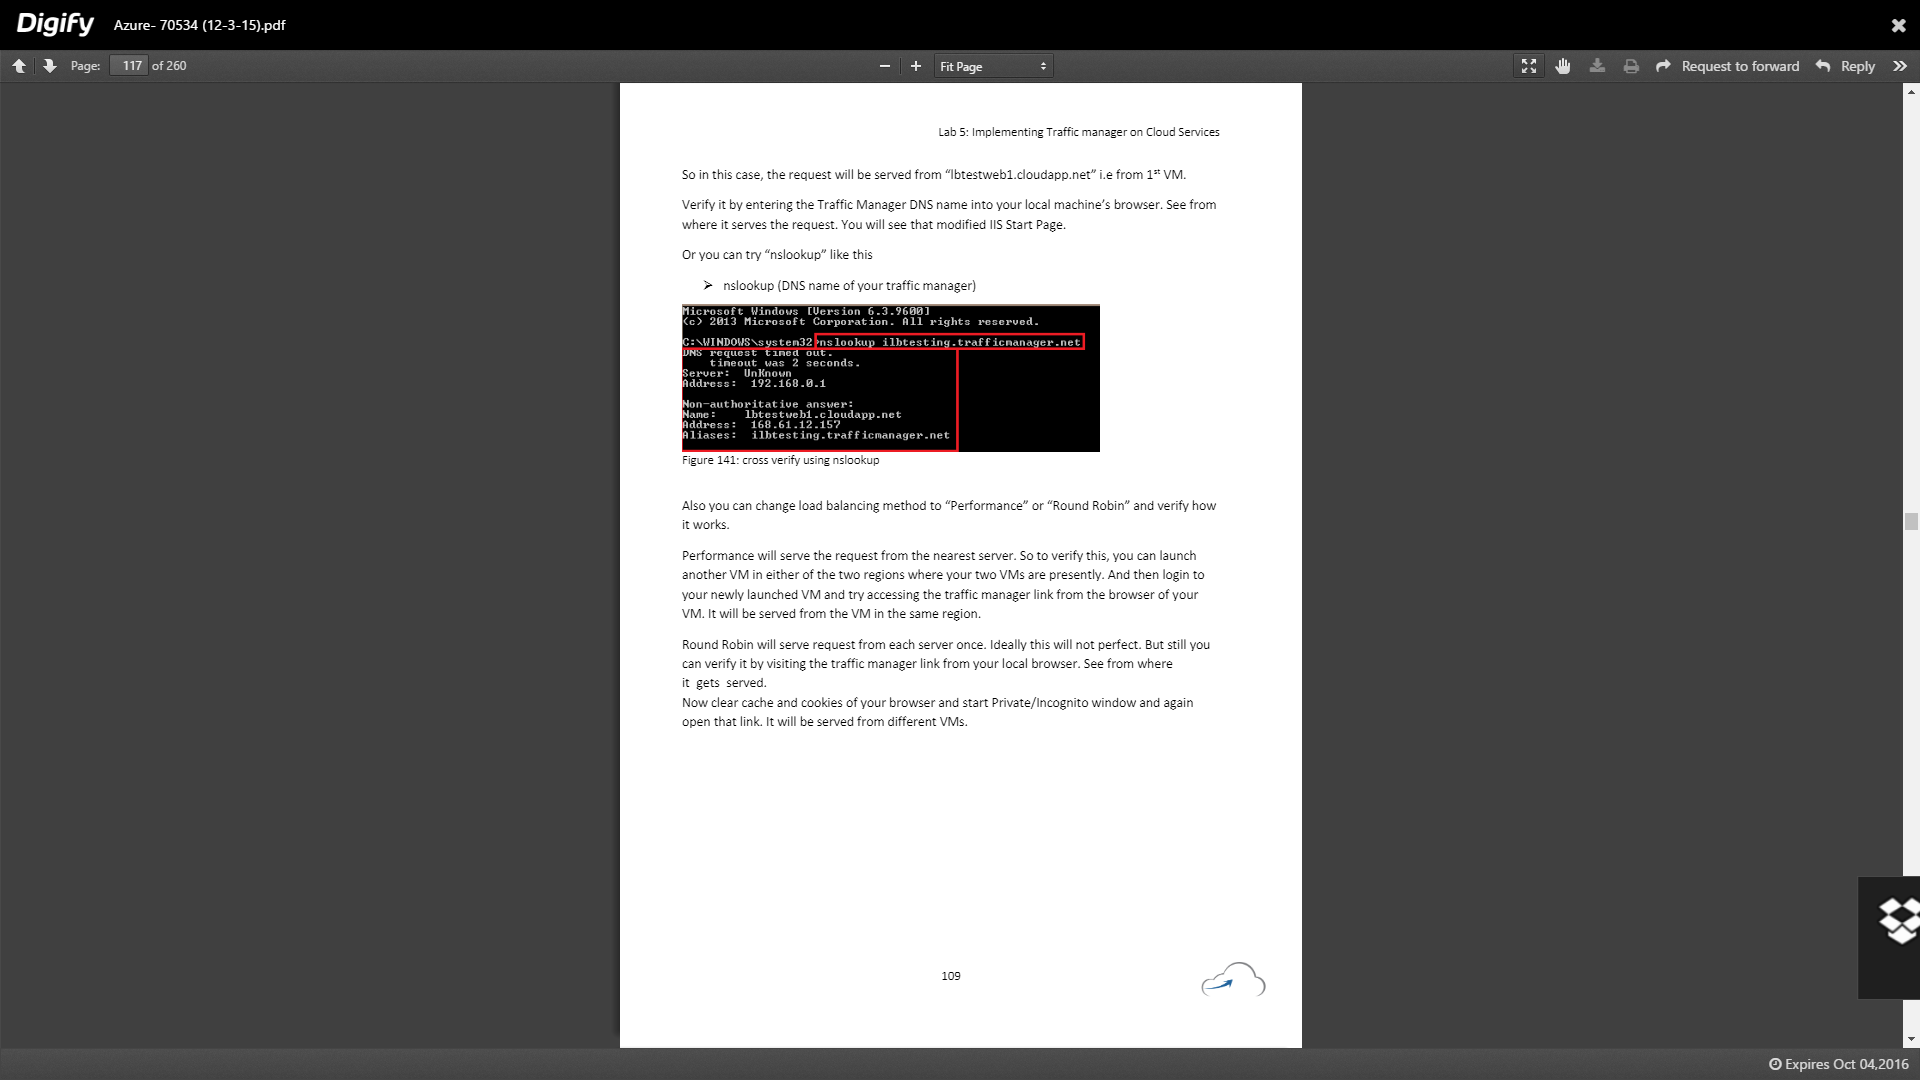 Digify Azure- 70534 (12-3-15).pdf
Page: 117 of 260 Fit Page Request to forward Reply
Lab 5: Implementing Traffic manager on Cloud Services
So in this case, the request will be served from “lbtestweb1.cloudapp.net” i.e from 1st VM.
Verify it by entering the Traffic Manager DNS name into your local machine’s browser. See from
where it serves the request. You will see that modified IIS Start Page.
Or you can try “nslookup” like this
➢ nslookup (DNS name of your traffic manager)
Microsoft Windows [Version 6.3.9600]
(c) 2013 Microsoft Corporation. All rights reserved.
C:\WINDOWS\system32>nslookup ilbtesting.trafficmanager.net
DNS request timed out.
timeout was 2 seconds.
Server: UnKnown
Address: 192.168.0.1
Non-authoritative answer:
Name: lbtestweb1.cloudapp.net
Address: 168.61.12.157
Aliases: ilbtesting.trafficmanager.net
Figure 141: cross verify using nslookup
Also you can change load balancing method to “Performance” or “Round Robin” and verify how
it works.
Performance will serve the request from the nearest server. So to verify this, you can launch
another VM in either of the two regions where your two VMs are presently. And then login to
your newly launched VM and try accessing the traffic manager link from the browser of your
VM. It will be served from the VM in the same region.
Round Robin will serve request from each server once. Ideally this will not perfect. But still you
can verify it by visiting the traffic manager link from your local browser. See from where
it gets served.
Now clear cache and cookies of your browser and start Private/Incognito window and again
open that link. It will be served from different VMs.
109
Expires Oct 04,2016